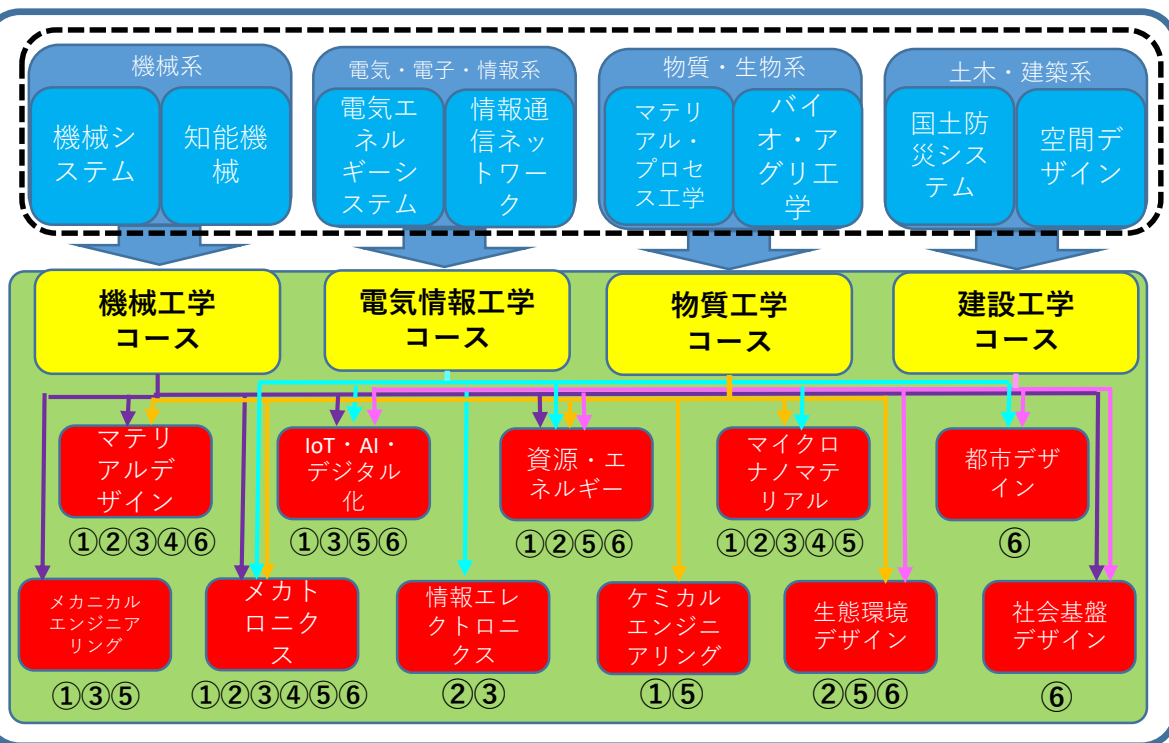 機械系
機械シ
ステム
知能機
械
電気・電子・情報系
電気エ
ネル
ギーシ
ステム
情報通
信ネッ
トワー
ク
物質・生物系
マテリ
アル・
プロセ
ス工学
バイ
オ・ア
グリ工
学
土木・建築系
国土防
災シス
テム
空間デ
ザイン
機械工学
コース
電気情報工学
コース
物質工学
コース
建設工学
コース
マテリ
アルデ
ザイン
①②③④⑥
IoT・AI・
デジタル
化
①③⑤⑥
資源・エ
ネルギー
①②⑤⑥
マイクロ
ナノマテ
リアル
①②③④⑤
都市デザ
イン
⑥
メカニカル
エンジニア
リング
①③⑤
メカト
ロニク
ス
①②③④⑤⑥
情報エレ
クトロニ
クス
②③
ケミカル
エンジニ
アリング
①⑤
生態環境
デザイン
②⑤⑥
社会基盤
デザイン
⑥